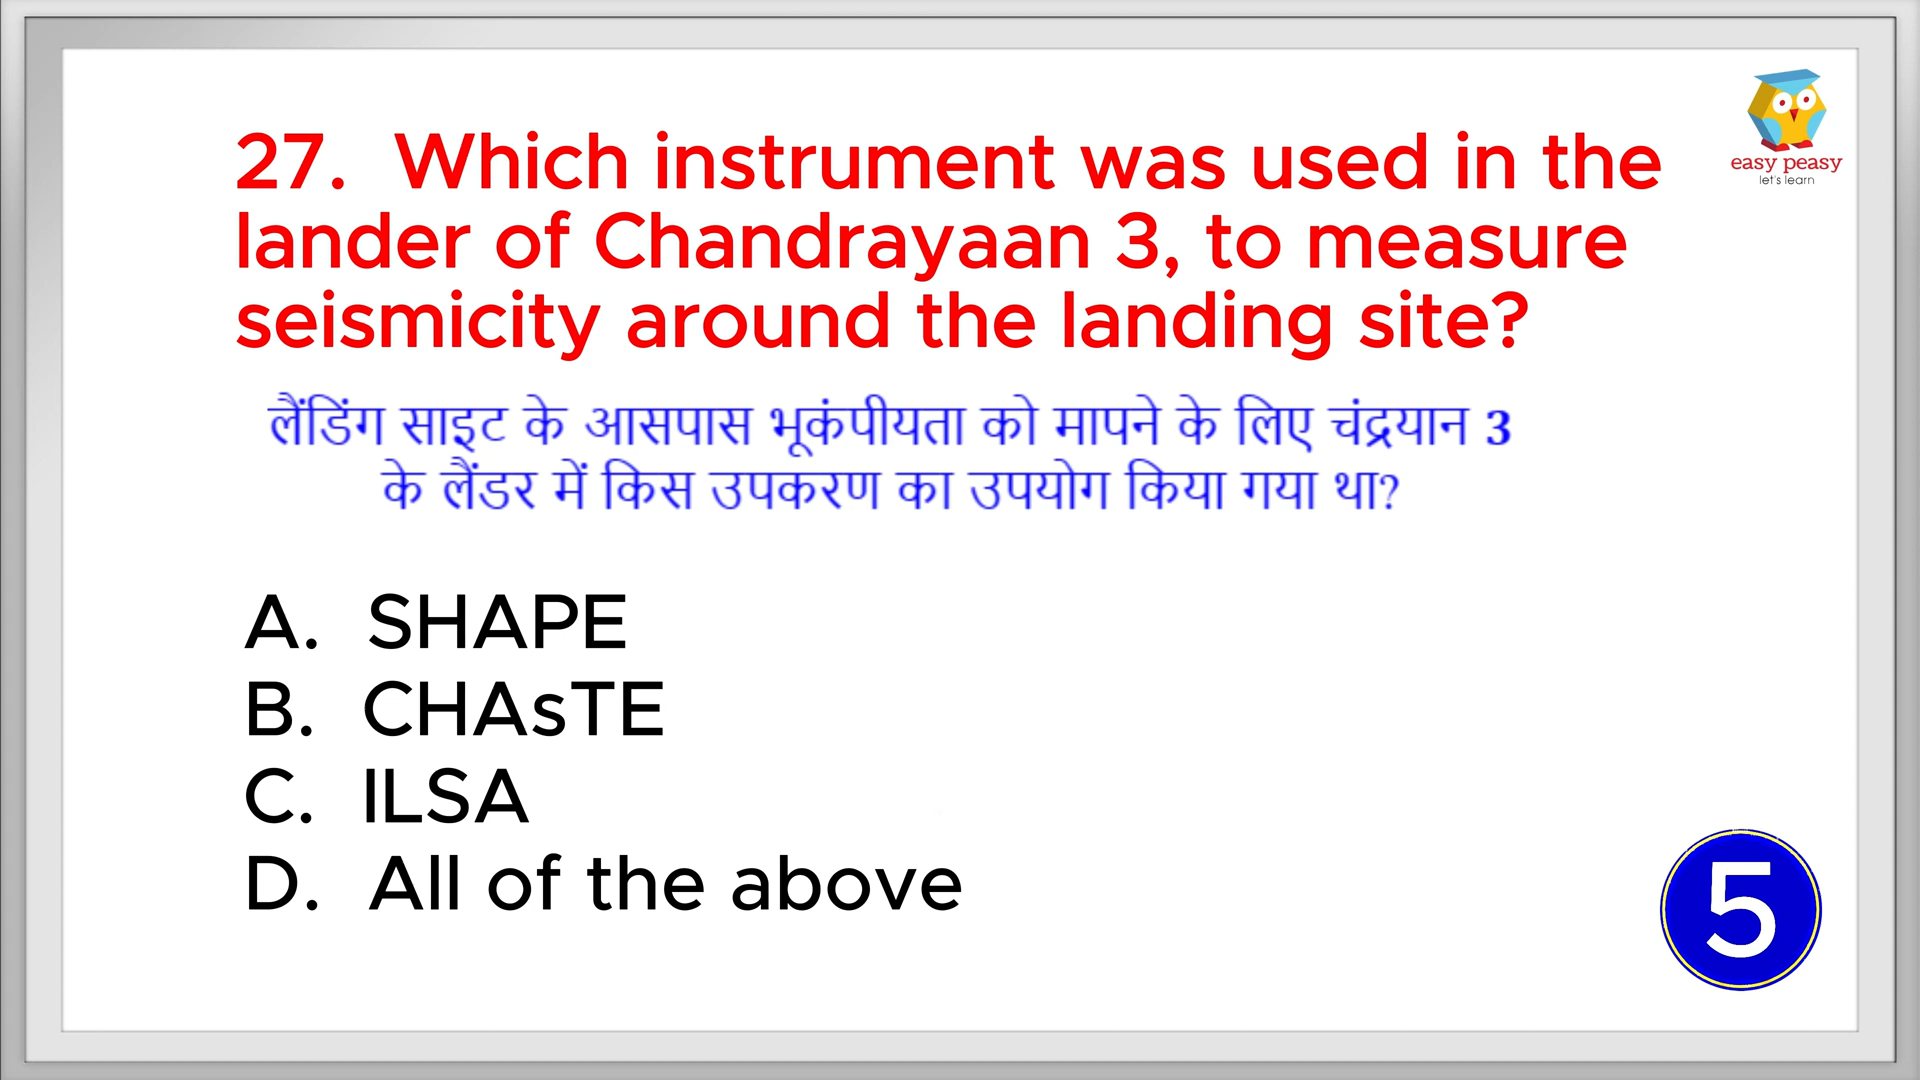 easy peasy
let's learn
27. Which instrument was used in the
lander of Chandrayaan 3, to measure
seismicity around the landing site?
लैंडिंग साइट के आसपास भूकंपीयता को मापने के लिए चंद्रयान 3
के लैंडर में किस उपकरण का उपयोग किया गया था?
A. SHAPE
B. CHAsTE
C. ILSA
D. All of the above
5